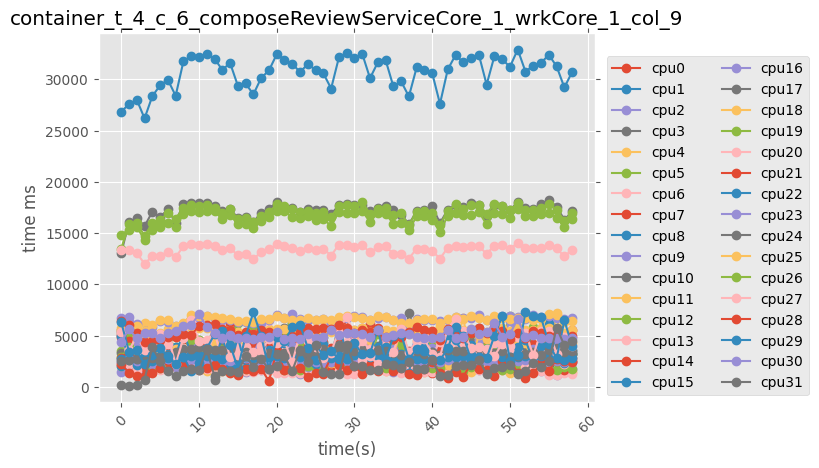 container_t_4_c_6_composeReviewServiceCore_1_wrkCore_1_col_9
30000
25000
20000
15000
10000
5000
0
time ms
0
10
20
30
40
50
60
time(s)
cpu0
cpu1
cpu2
cpu3
cpu4
cpu5
cpu6
cpu7
cpu8
cpu9
cpu10
cpu11
cpu12
cpu13
cpu14
cpu15
cpu16
cpu17
cpu18
cpu19
cpu20
cpu21
cpu22
cpu23
cpu24
cpu25
cpu26
cpu27
cpu28
cpu29
cpu30
cpu31